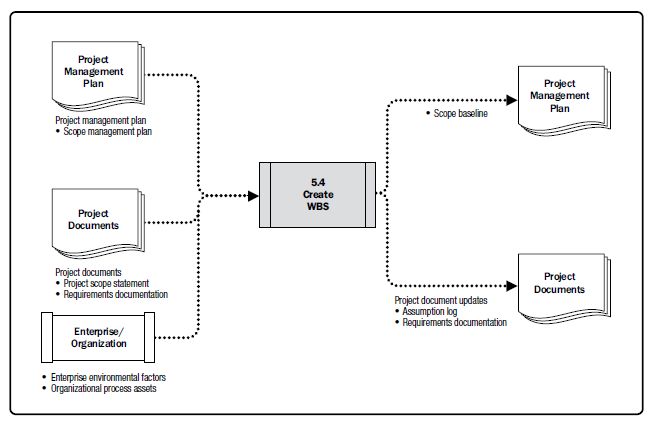 Project
Management
Plan
Project management plan
• Scope management plan
Project
Documents
Project documents
• Project scope statement
• Requirements documentation
Enterprise/
Organization
• Enterprise environmental factors
• Organizational process assets
5.4
Create
WBS
• Scope baseline
Project
Management
Plan
Project document updates
• Assumption log
• Requirements documentation
Project
Documents